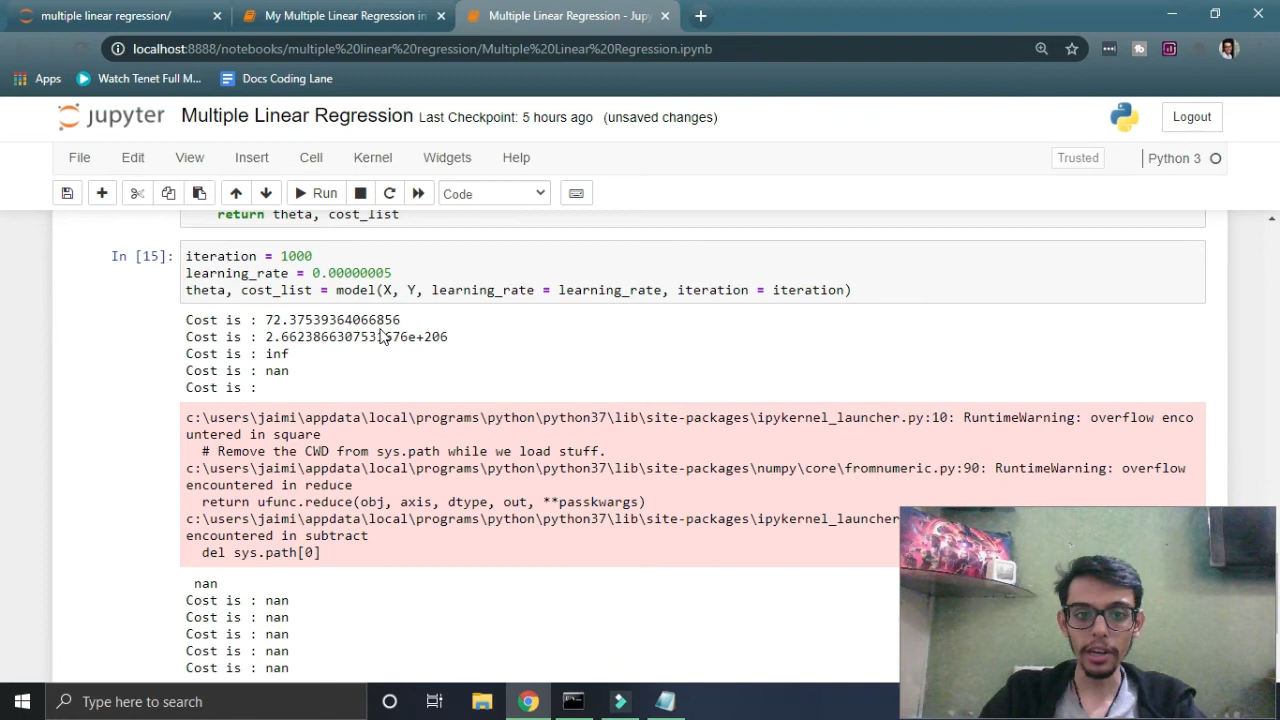 multiple linear regression/
My Multiple Linear Regression in
Multiple Linear Regression - Jup
localhost:8888/notebooks/multiple%20linear%20regression/Multiple%20Linear%20Regression.ipynb
Apps
Watch Tenet Full M...
Docs Coding Lane
jupyter
Multiple Linear Regression Last Checkpoint: 5 hours ago (unsaved changes)
Logout
File Edit View Insert Cell Kernel Widgets Help
Trusted
Python 3
Run
Code
return theta, cost_list
In [15]:
iteration = 1000
learning_rate = 0.00000005
theta, cost_list = model(X, Y, learning_rate = learning_rate, iteration = iteration)
Cost is : 72.37539364066856
Cost is :
Cost is : inf
Cost is : nan
Cost is :
c:\users\jaimi\appdata\local\programs\python\python37\lib\site-packages\ipykernel_launcher.py:10: RuntimeWarning: overflow enco
untered in square
# Remove the CWD from sys.path while we load stuff.
c:\users\jaimi\appdata\local\programs\python\python37\lib\site-packages\numpy\core\fromnumeric.py:90: RuntimeWarning: overflow
encountered in reduce
return ufunc.reduce(obj, axis, dtype, out, **passkwargs)
c:\users\jaimi\appdata\local\programs\python\python37\lib\site-packages\ipykernel_launcher
encountered in subtract
del sys.path[0]
nan
Cost is : nan
Cost is : nan
Cost is : nan
Cost is : nan
Cost is : nan
Type here to search